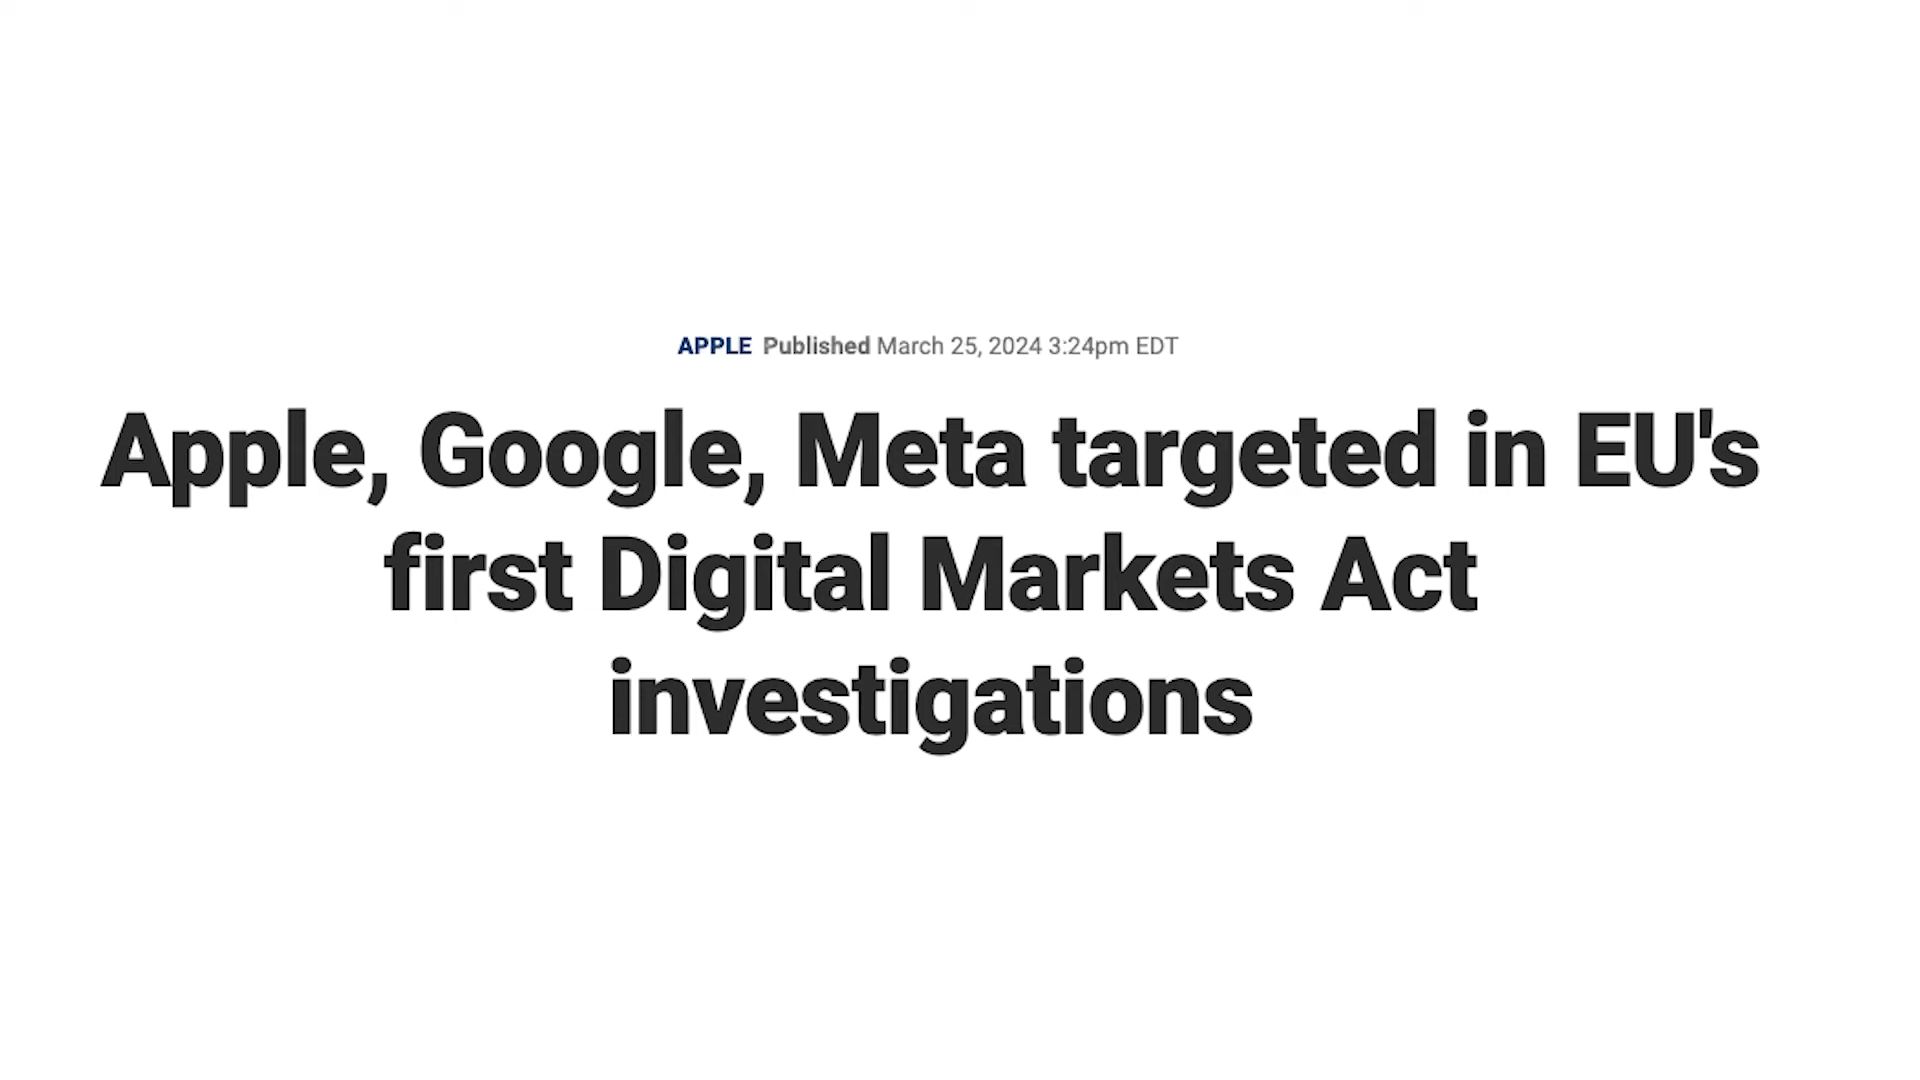 APPLE Published March 25, 2024 3:24pm EDT
Apple, Google, Meta targeted in EU's
first Digital Markets Act
investigations